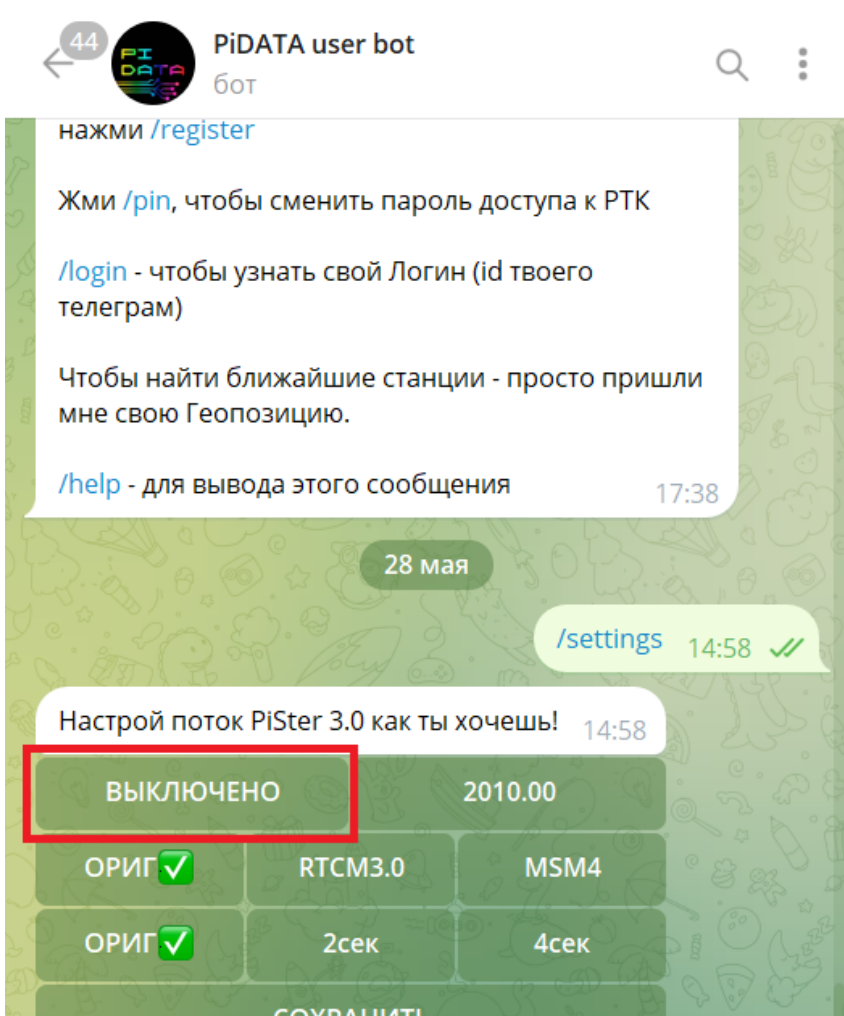 44
PI
DATA
PiDATA user bot
бот
нажми /register
Жми /pin, чтобы сменить пароль доступа к РТК
/login - чтобы узнать свой Логин (id твоего
телеграм)
Чтобы найти ближайшие станции - просто пришли
мне свою Геопозицию.
/help - для вывода этого сообщения
17:38
28 мая
/settings 14:58
Настрой поток PiSter 3.0 как ты хочешь! 14:58
ВЫКЛЮЧЕНО 2010.00
ОРИГ✅ RTCM3.0 MSM4
ОРИГ✅ 2сек 4сек
СОХРАНИТЬ